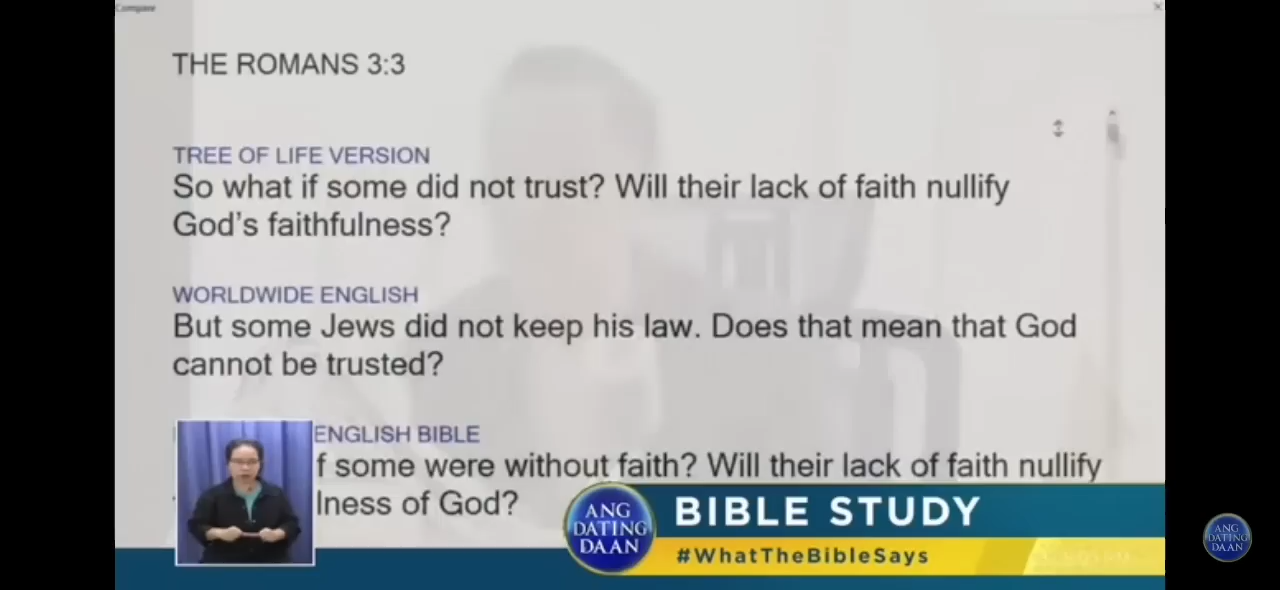 Compare
THE ROMANS 3:3
TREE OF LIFE VERSION
So what if some did not trust? Will their lack of faith nullify
God's faithfulness?
WORLDWIDE ENGLISH
But some Jews did not keep his law. Does that mean that God
cannot be trusted?
ENGLISH BIBLE
f some were without faith? Will their lack of faith nullify
lness of God?
ANG
DATING
DAAN
BIBLE STUDY
#WhatTheBibleSays
ANG
DATING
DAAN